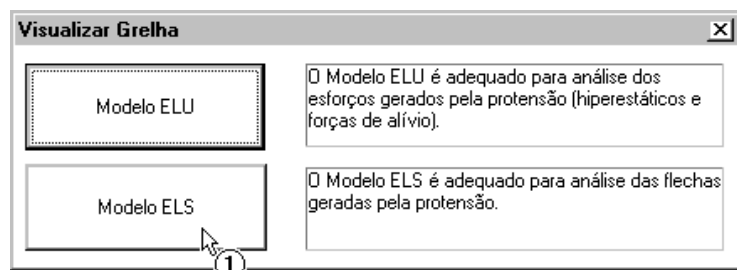 Visualizar Grelha
Modelo ELU
O Modelo ELU é adequado para análise dos
esforços gerados pela protensão (hiperestáticos e
forças de alívio).
Modelo ELS
O Modelo ELS é adequado para análise das flechas
geradas pela protensão.
1